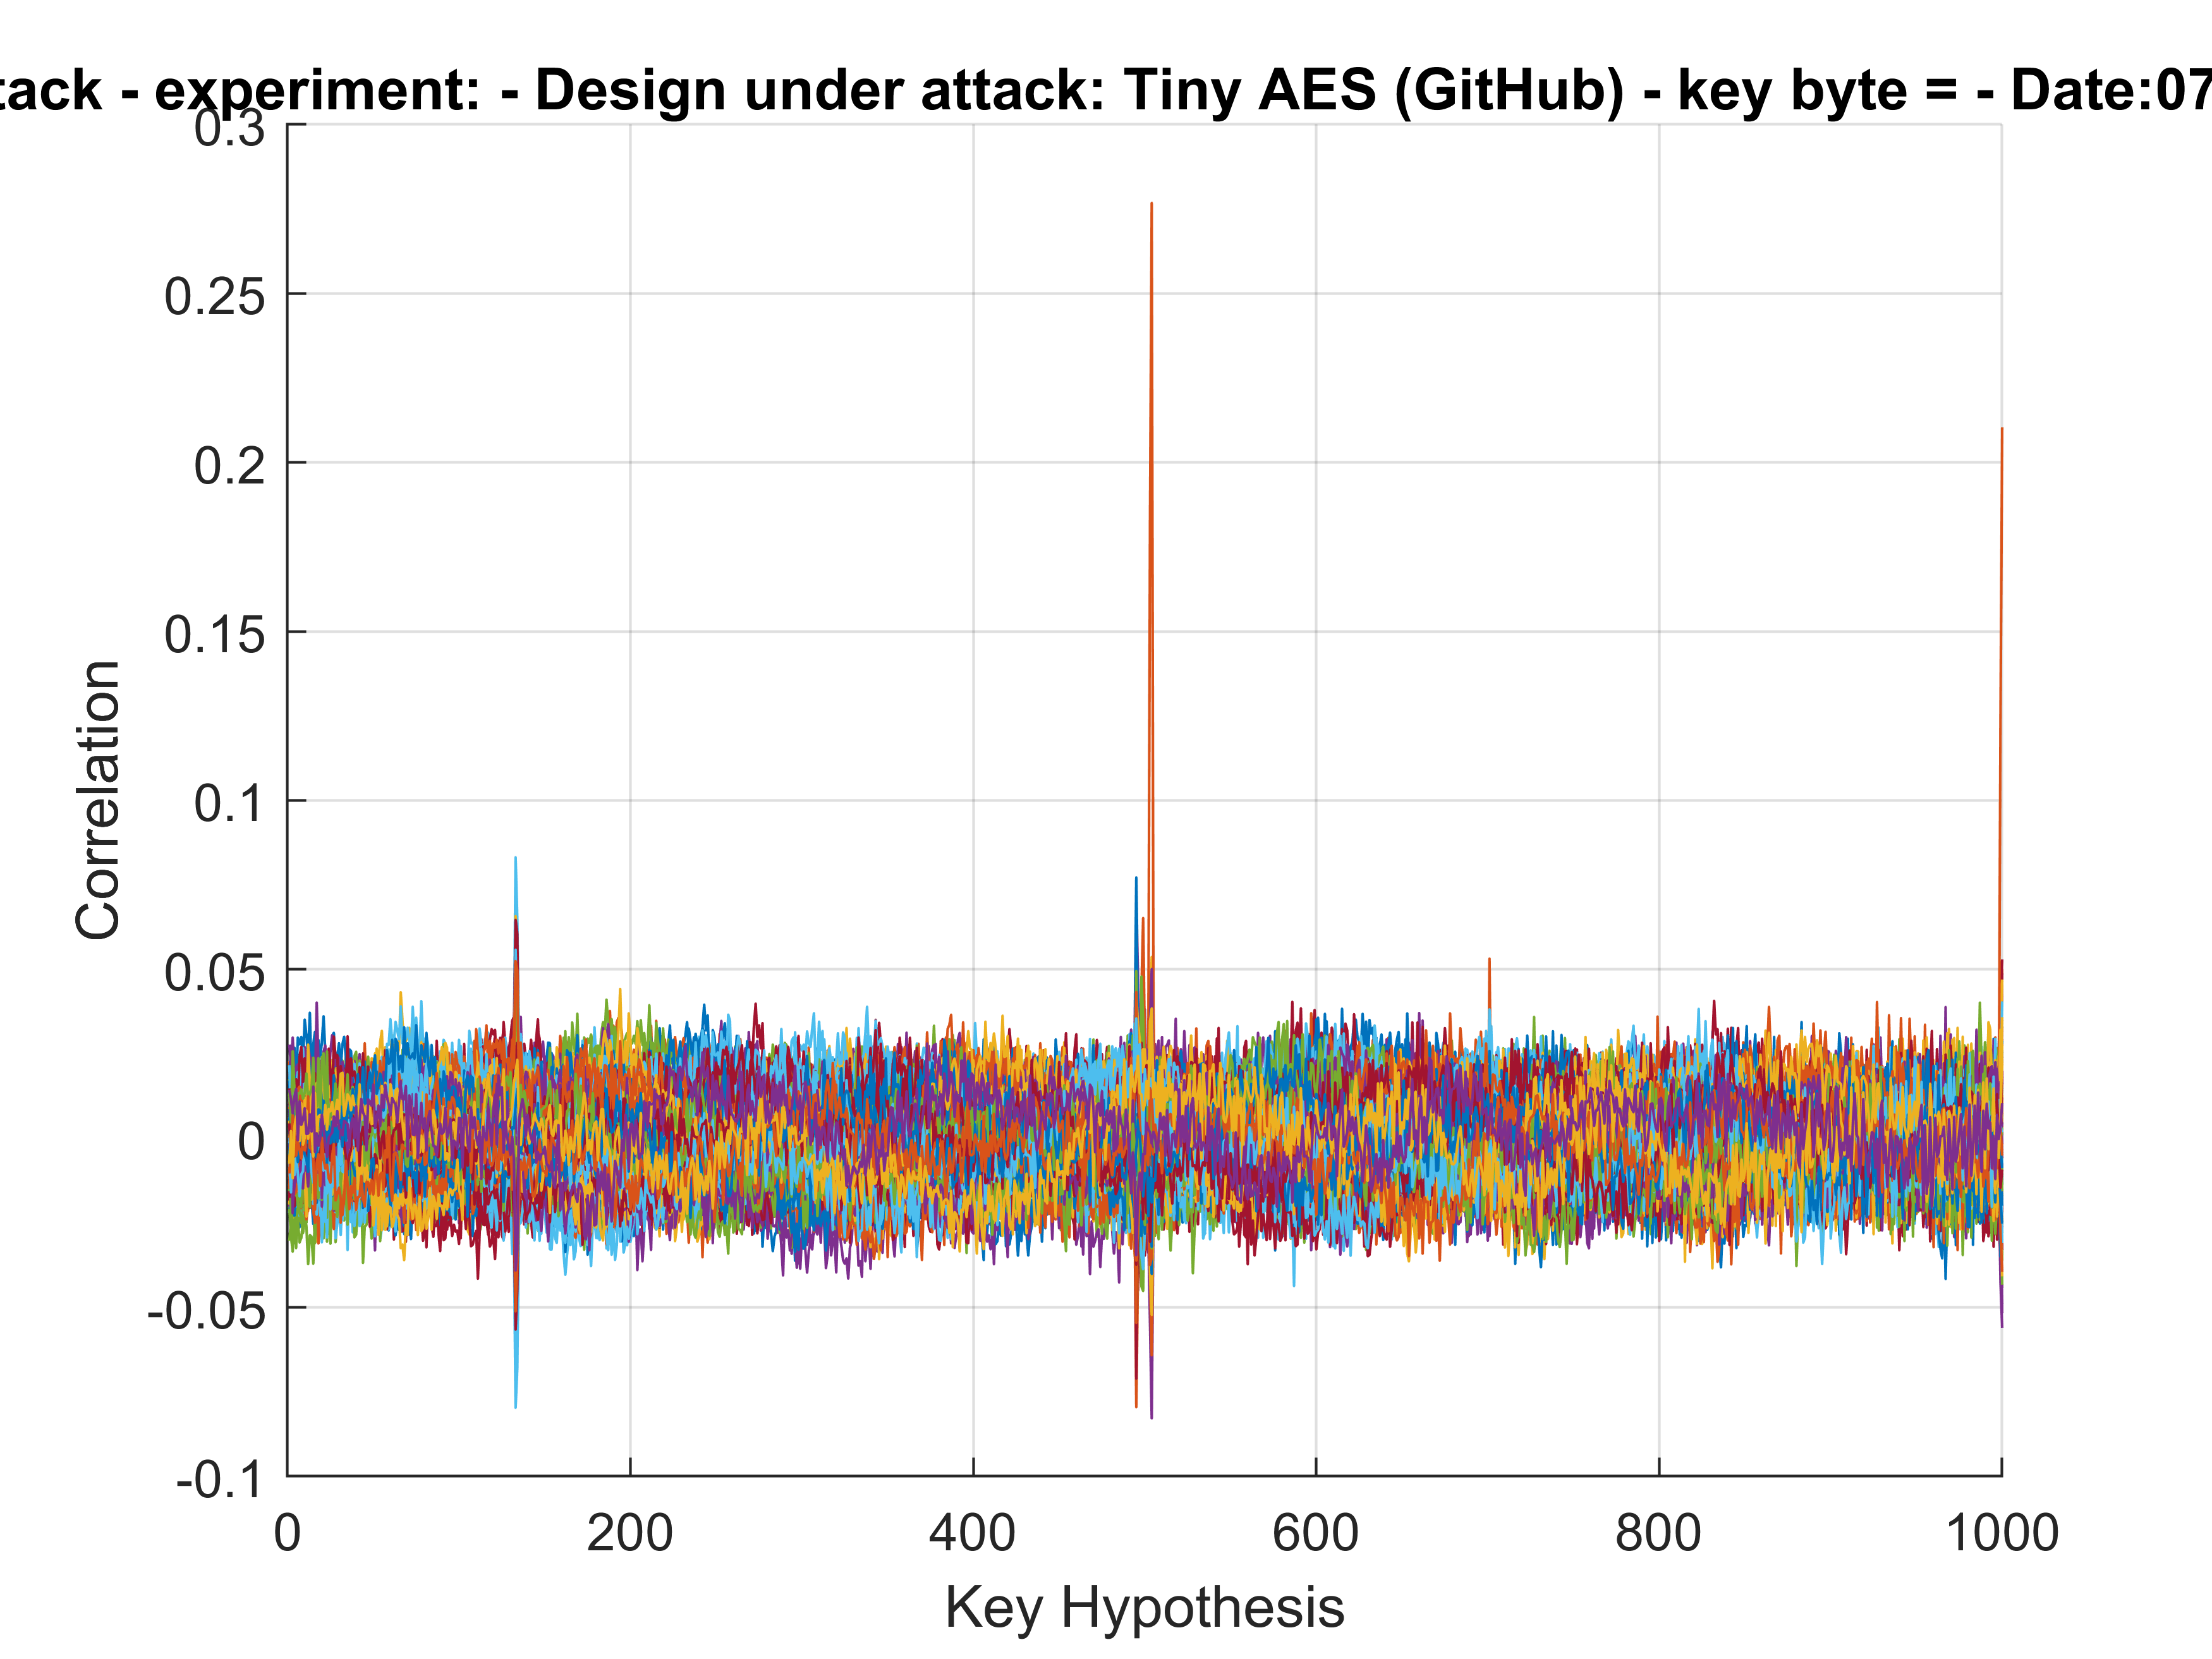 tack - experiment: - Design under attack: Tiny AES (GitHub) - key byte = - Date:07
0.3
0.25
0.2
0.15
0.1
0.05
0
-0.05
-0.1
Correlation
0 200 400 600 800 1000
Key Hypothesis